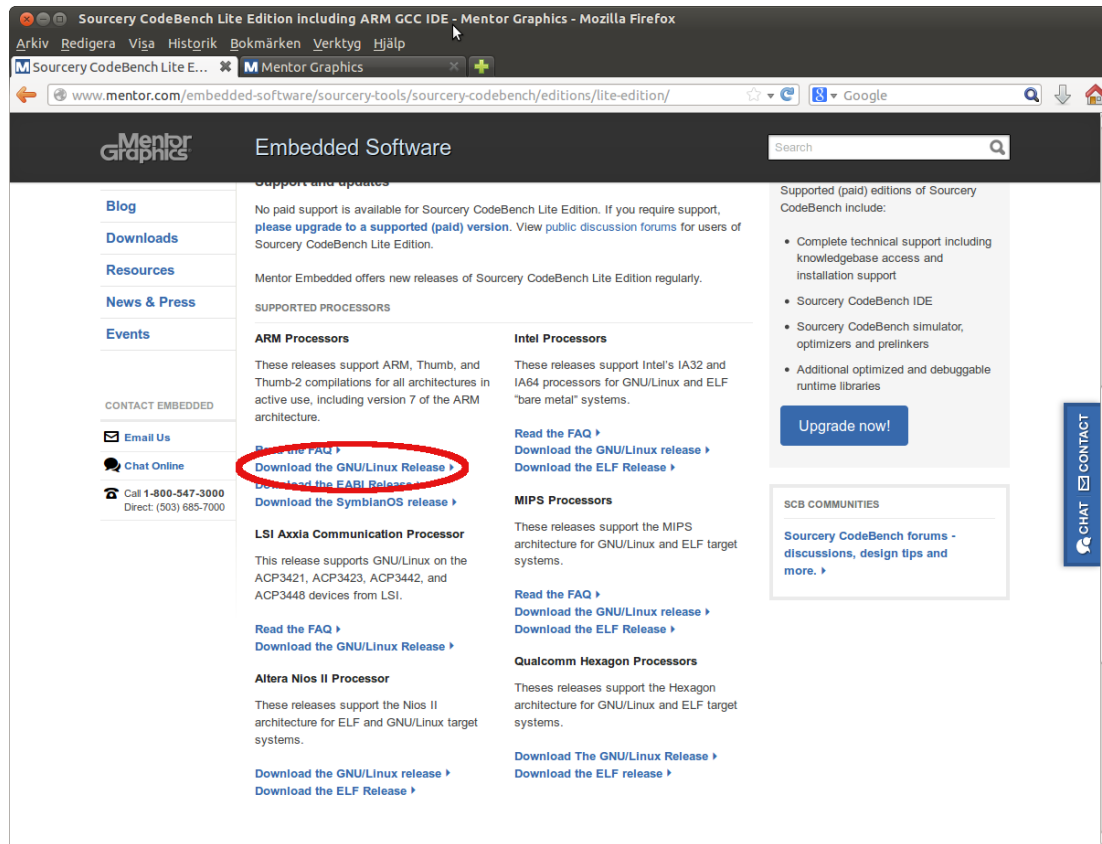 Sourcery CodeBench Lite Edition including ARM GCC IDE - Mentor Graphics - Mozilla Firefox
Arkiv Redigera Visa Historik Bokmärken Verktyg Hjälp
Sourcery CodeBench Lite E... Mentor Graphics
www.mentor.com/embedded-software/sourcery-tools/sourcery-codebench/editions/lite-edition/
Google
Mentor Graphics
Embedded Software
Search
Blog
Downloads
Resources
News & Press
Events
CONTACT EMBEDDED
Email Us
Chat Online
Call 1-800-547-3000
Direct: (503) 685-7000
Support and updates
No paid support is available for Sourcery CodeBench Lite Edition. If you require support,
please upgrade to a supported (paid) version. View public discussion forums for users of
Sourcery CodeBench Lite Edition.
Mentor Embedded offers new releases of Sourcery CodeBench Lite Edition regularly.
SUPPORTED PROCESSORS
ARM Processors
These releases support ARM, Thumb, and
Thumb-2 compilations for all architectures in
active use, including version 7 of the ARM
architecture.
Read the FAQ
Download the GNU/Linux Release
Download the EABI Release
Download the SymbianOS release
LSI Axxia Communication Processor
This release supports GNU/Linux on the
ACP3421, ACP3423, ACP3442, and
ACP3448 devices from LSI.
Read the FAQ
Download the GNU/Linux Release
Altera Nios II Processor
These releases support the Nios II
architecture for ELF and GNU/Linux target
systems.
Download the GNU/Linux release
Download the ELF Release
Intel Processors
These releases support Intel's IA32 and
IA64 processors for GNU/Linux and ELF
"bare metal" systems.
Read the FAQ
Download the GNU/Linux release
Download the ELF Release
MIPS Processors
These releases support the MIPS
architecture for GNU/Linux and ELF target
systems.
Read the FAQ
Download the GNU/Linux release
Download the ELF Release
Qualcomm Hexagon Processors
Theses releases support the Hexagon
architecture for GNU/Linux and ELF target
systems.
Download The GNU/Linux Release
Download the ELF release
Supported (paid) editions of Sourcery
CodeBench include:
Complete technical support including
knowledgebase access and
installation support
Sourcery CodeBench IDE
Sourcery CodeBench simulator,
optimizers and prelinkers
Additional optimized and debuggable
runtime libraries
Upgrade now!
SCB COMMUNITIES
Sourcery CodeBench forums -
discussions, design tips and
more.
CHAT CONTACT